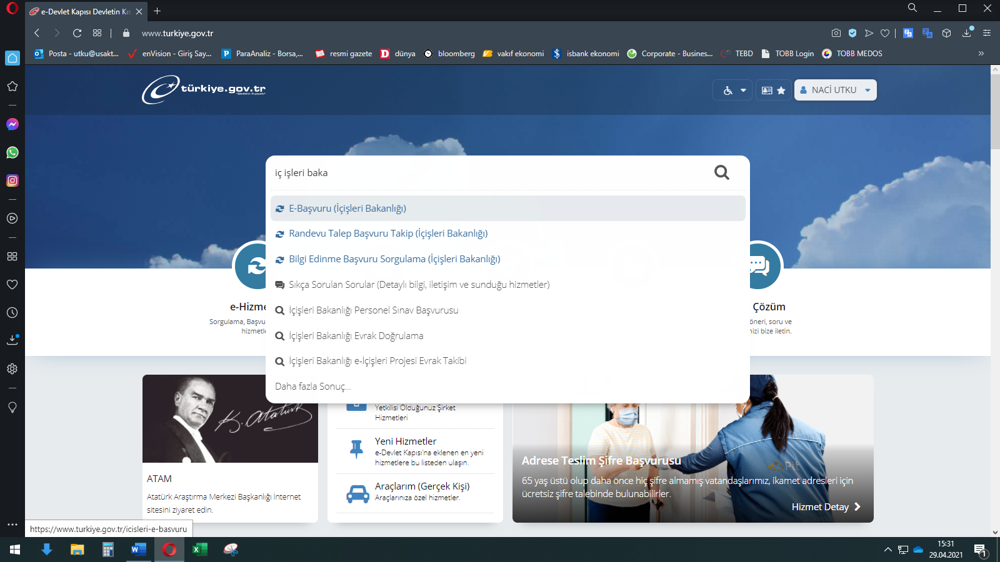 e-Devlet Kapısı Devletin Kıs
www.turkiye.gov.tr
Posta - utku@usakt...
enVision - Giriş Say...
ParaAnaliz - Borsa,...
resmi gazete
dünya
bloomberg
vakıf ekonomi
isbank ekonomi
Corporate - Busines...
TEBD
TOBB Login
TOBB MEDOS
türkiye.gov.tr
NACİ UTKU
iç işleri baka
E-Başvuru (İçişleri Bakanlığı)
Randevu Talep Başvuru Takip (İçişleri Bakanlığı)
Bilgi Edinme Başvuru Sorgulama (İçişleri Bakanlığı)
Sıkça Sorulan Sorular (Detaylı bilgi, iletişim ve sunduğu hizmetler)
İçişleri Bakanlığı Personel Sınav Başvurusu
İçişleri Bakanlığı Evrak Doğrulama
İçişleri Bakanlığı e-İçişleri Projesi Evrak Takibi
Daha fazla Sonuç...
e-Hizme
Sorgulama, Başvu
hizmetle
Çözüm
öneri, soru ve
nizi bize iletin.
ATAM
Atatürk Araştırma Merkezi Başkanlığı İnternet
sitesini ziyaret edin.
K. Atatürk
Yetkilisi Olduğunuz Şirket
Hizmetleri
Yeni Hizmetler
e-Devlet Kapısı'na eklenen en yeni
hizmetlere bu listeden ulaşın.
Araçlarım (Gerçek Kişi)
Araçlarınıza özel hizmetler.
Ptt
Adrese Teslim Şifre Başvurusu
65 yaş üstü olup daha önce hiç şifre almamış vatandaşlarımız, ikamet adresleri için
ücretsiz şifre talebinde bulunabilirler.
Hizmet Detay
https://www.turkiye.gov.tr/icisleri-e-basvuru
15:31
29.04.2021
1